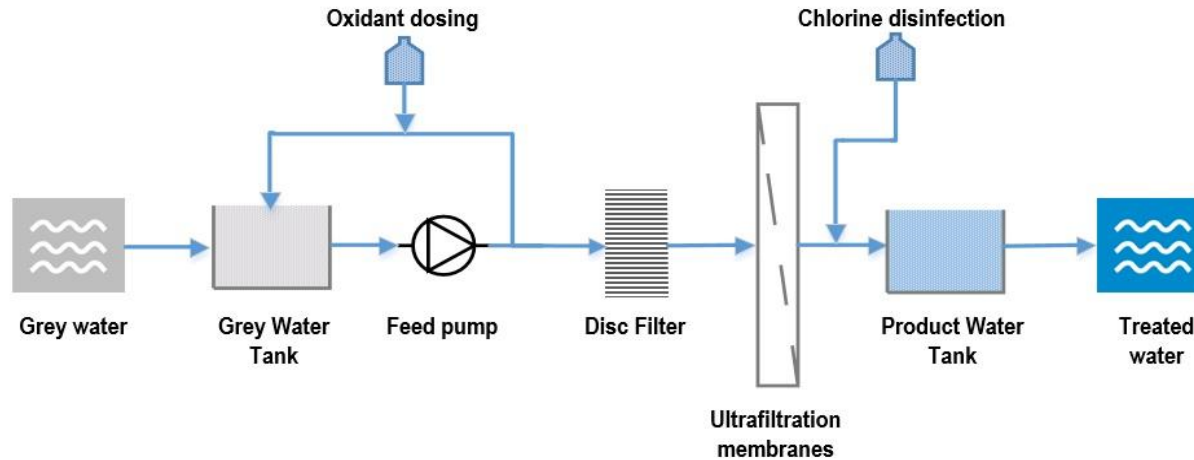 Oxidant dosing
Chlorine disinfection
Grey water
Grey Water
Tank
Feed pump
Disc Filter
Ultrafiltration
membranes
Product Water
Tank
Treated
water